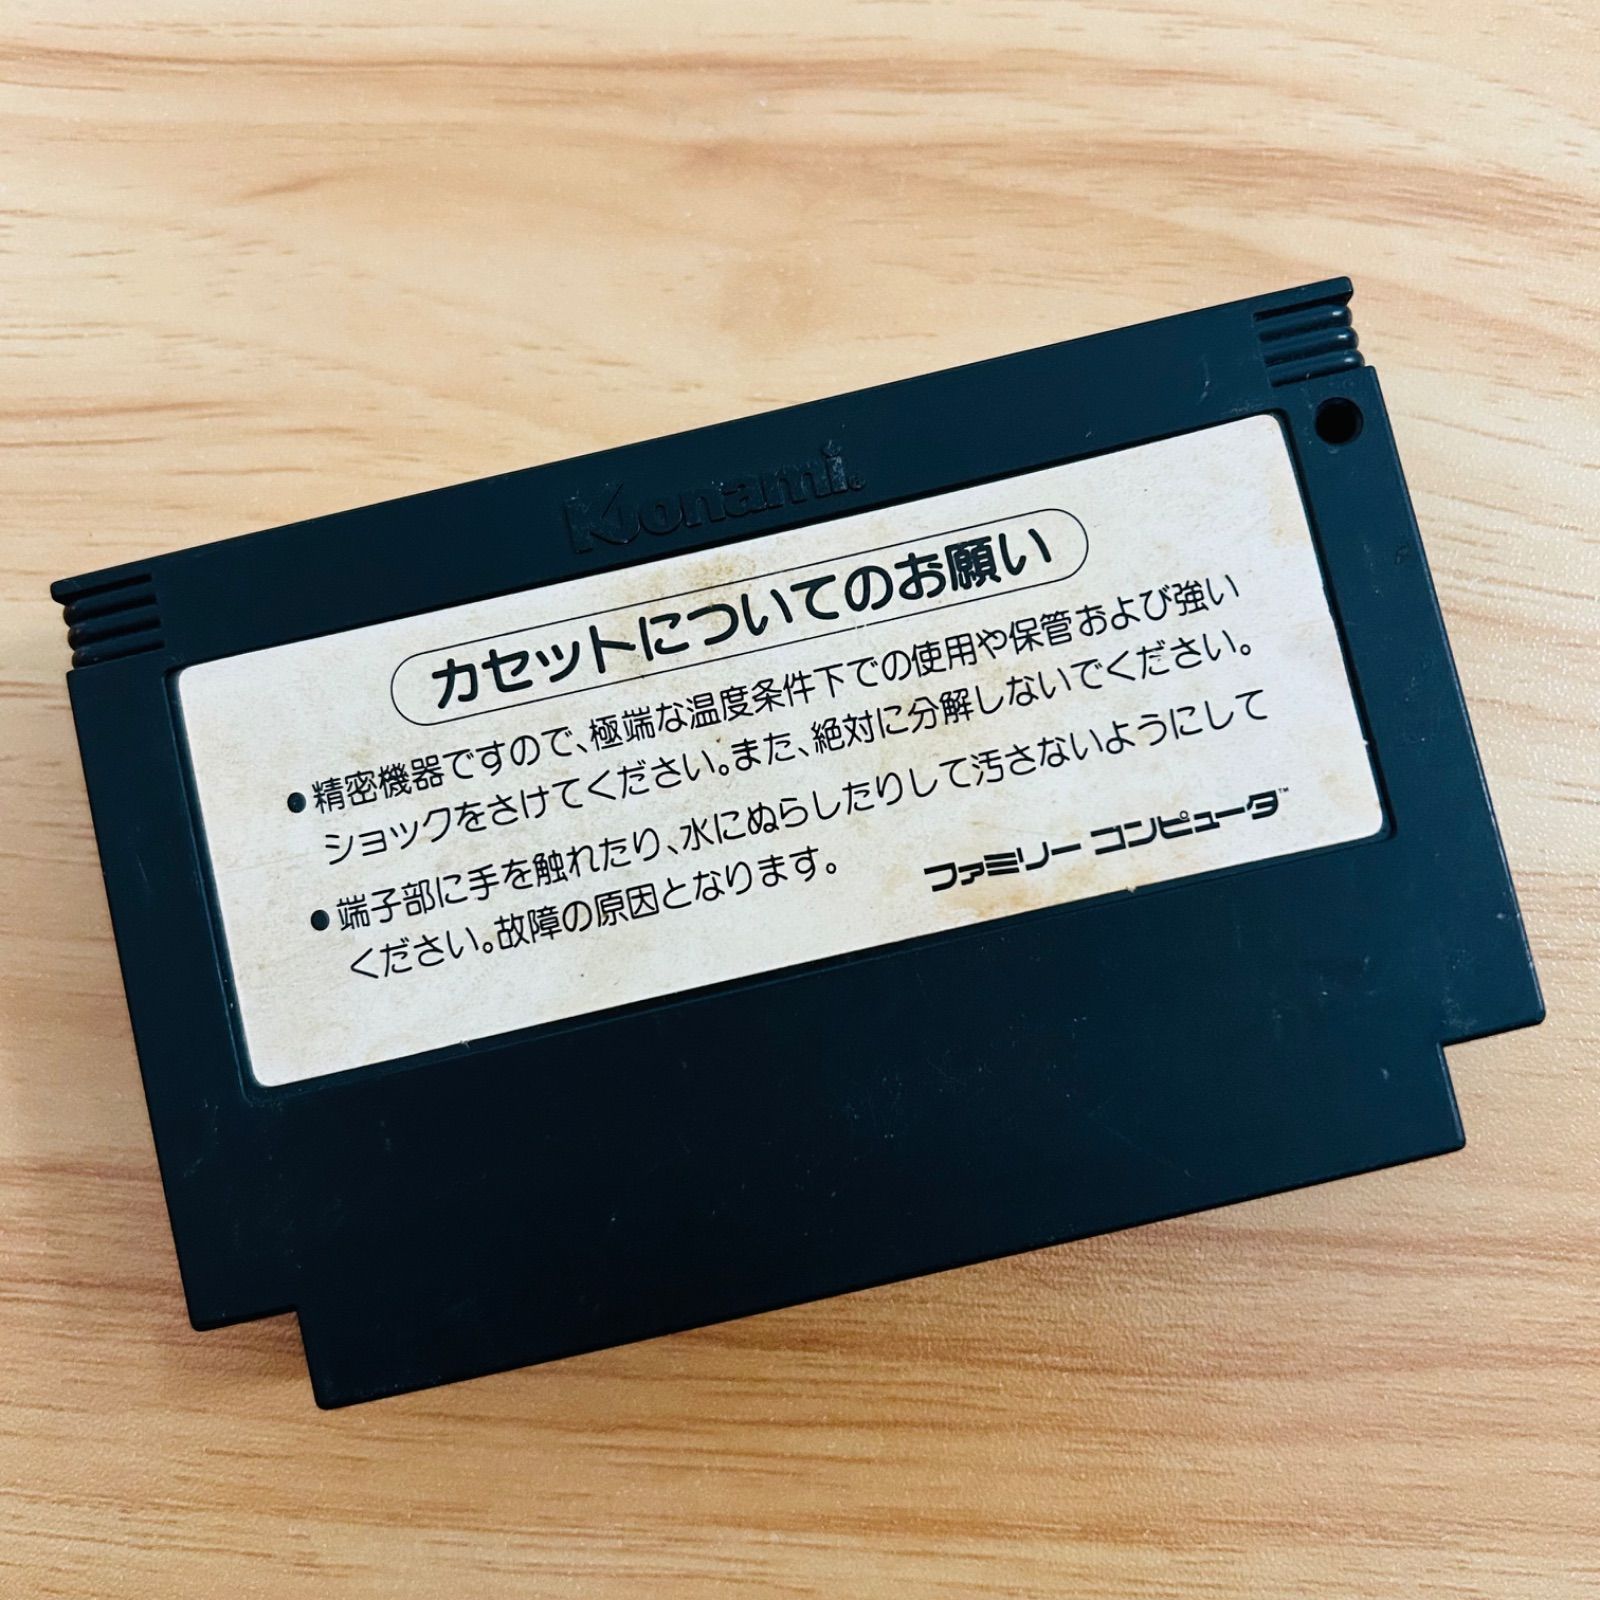 Konami
カセットについてのお願い
●精密機器ですので、極端な温度条件下での使用や保管および強い
ショックをさけてください。また、絶対に分解しないでください。
●端子部に手を触れたり、水にぬらしたりして汚さないようにして
ください。故障の原因となります。
ファミリーコンピュータ™